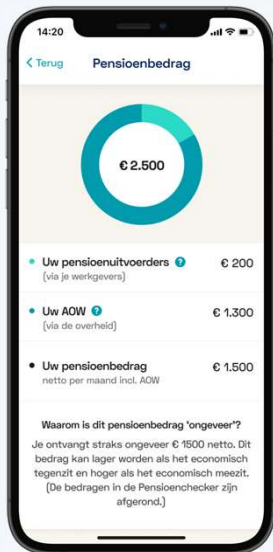 14:20
Terug
Pensioenbedrag
€ 2.500
Uw pensioenuitvoerders ? € 200
(via je werkgevers)
Uw AOW ? € 1.300
(via de overheid)
Uw pensioenbedrag € 1.500
netto per maand incl. AOW
Waarom is dit pensioenbedrag ‘ongeveer’?
Je ontvangt straks ongeveer € 1500 netto. Dit
bedrag kan lager worden als het economisch
tegenzit en hoger als het economisch meezit.
(De bedragen in de Pensioenchecker zijn
afgerond.)